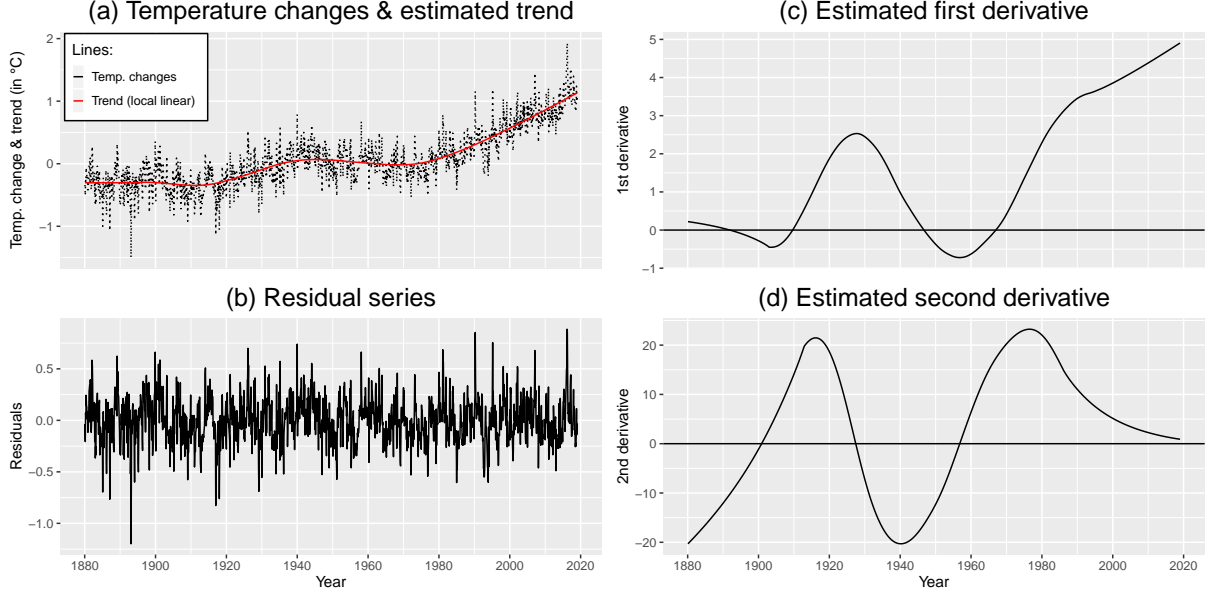 (a) Temperature changes & estimated trend
Temp. change & trend (in °C)
2
1
0
−1
Lines:
Temp. changes
Trend (local linear)
(c) Estimated first derivative
1st derivative
5
4
3
2
1
0
−1
(b) Residual series
Residuals
0.5
0.0
−0.5
−1.0
1880 1900 1920 1940 1960 1980 2000 2020
Year
(d) Estimated second derivative
2nd derivative
20
10
0
−10
−20
1880 1900 1920 1940 1960 1980 2000 2020
Year